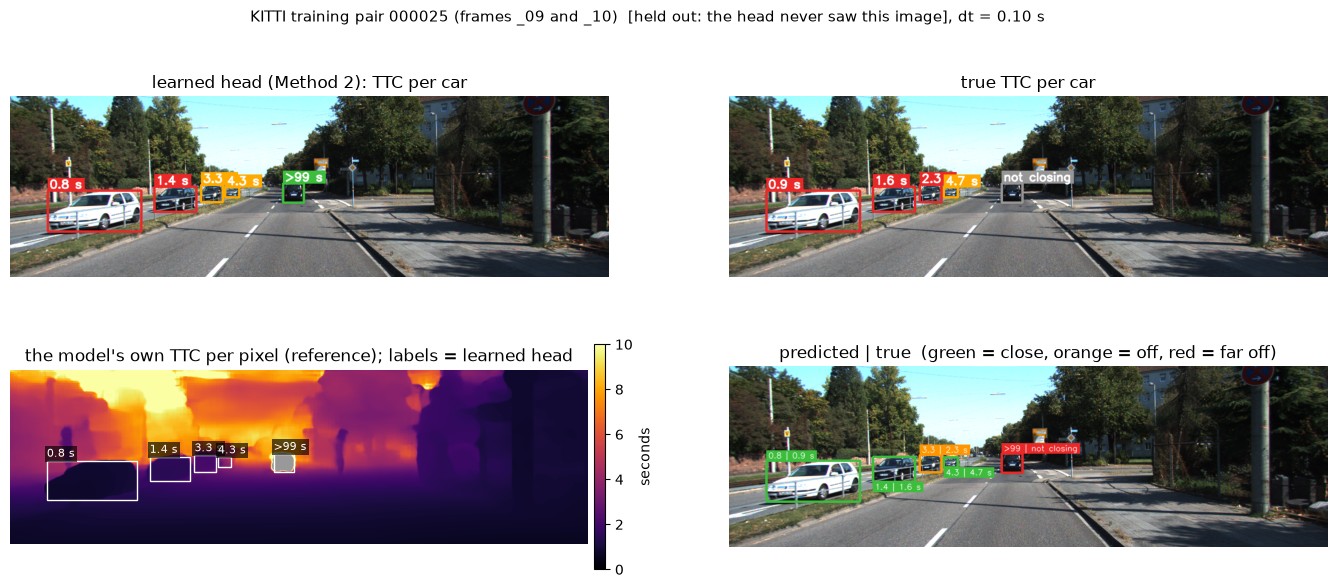 KITTI training pair 000025 (frames _09 and _10)  [held out: the head never saw this image], dt = 0.10 s
learned head (Method 2): TTC per car
0.8 s
1.4 s
3.3
4.3 s
>99 s
true TTC per car
0.9 s
1.6 s
2.3
4.7 s
not closing
the model's own TTC per pixel (reference); labels = learned head
0.8 s
1.4 s
3.3
4.3 s
>99 s
10
8
6
4
2
0
seconds
predicted | true  (green = close, orange = off, red = far off)
0.8 | 0.9 s
1.4 | 1.6 s
3.3 | 2.3 s
4.3 | 4.7 s
>99 | not closing